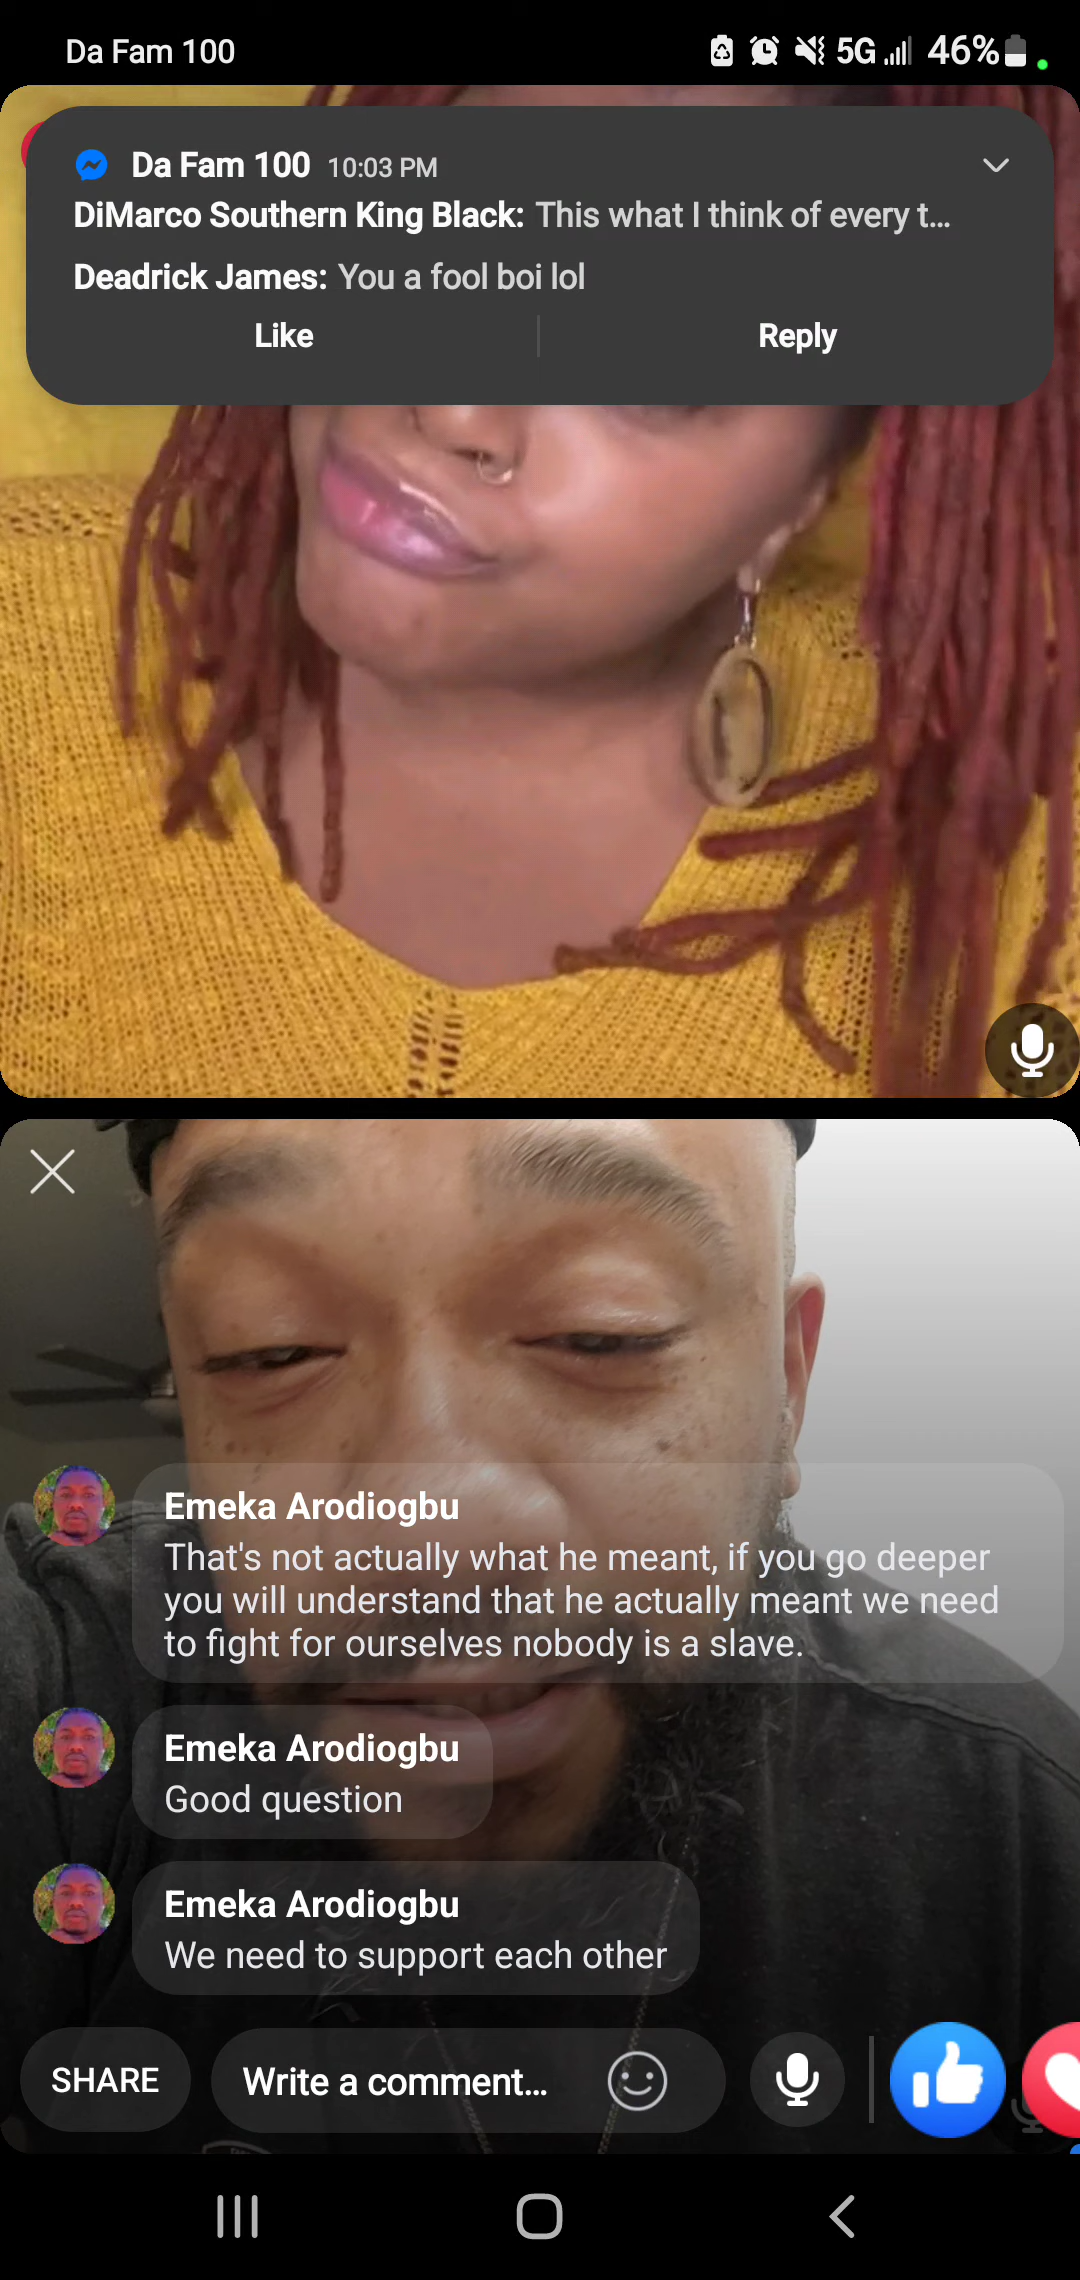 Da Fam 100
5G 46%
Da Fam 100 10:03 PM
DiMarco Southern King Black: This what I think of every t...
Deadrick James: You a fool boi lol
Like Reply
Emeka Arodiogbu
That's not actually what he meant, if you go deeper
you will understand that he actually meant we need
to fight for ourselves nobody is a slave.
Emeka Arodiogbu
Good question
Emeka Arodiogbu
We need to support each other
SHARE Write a comment...